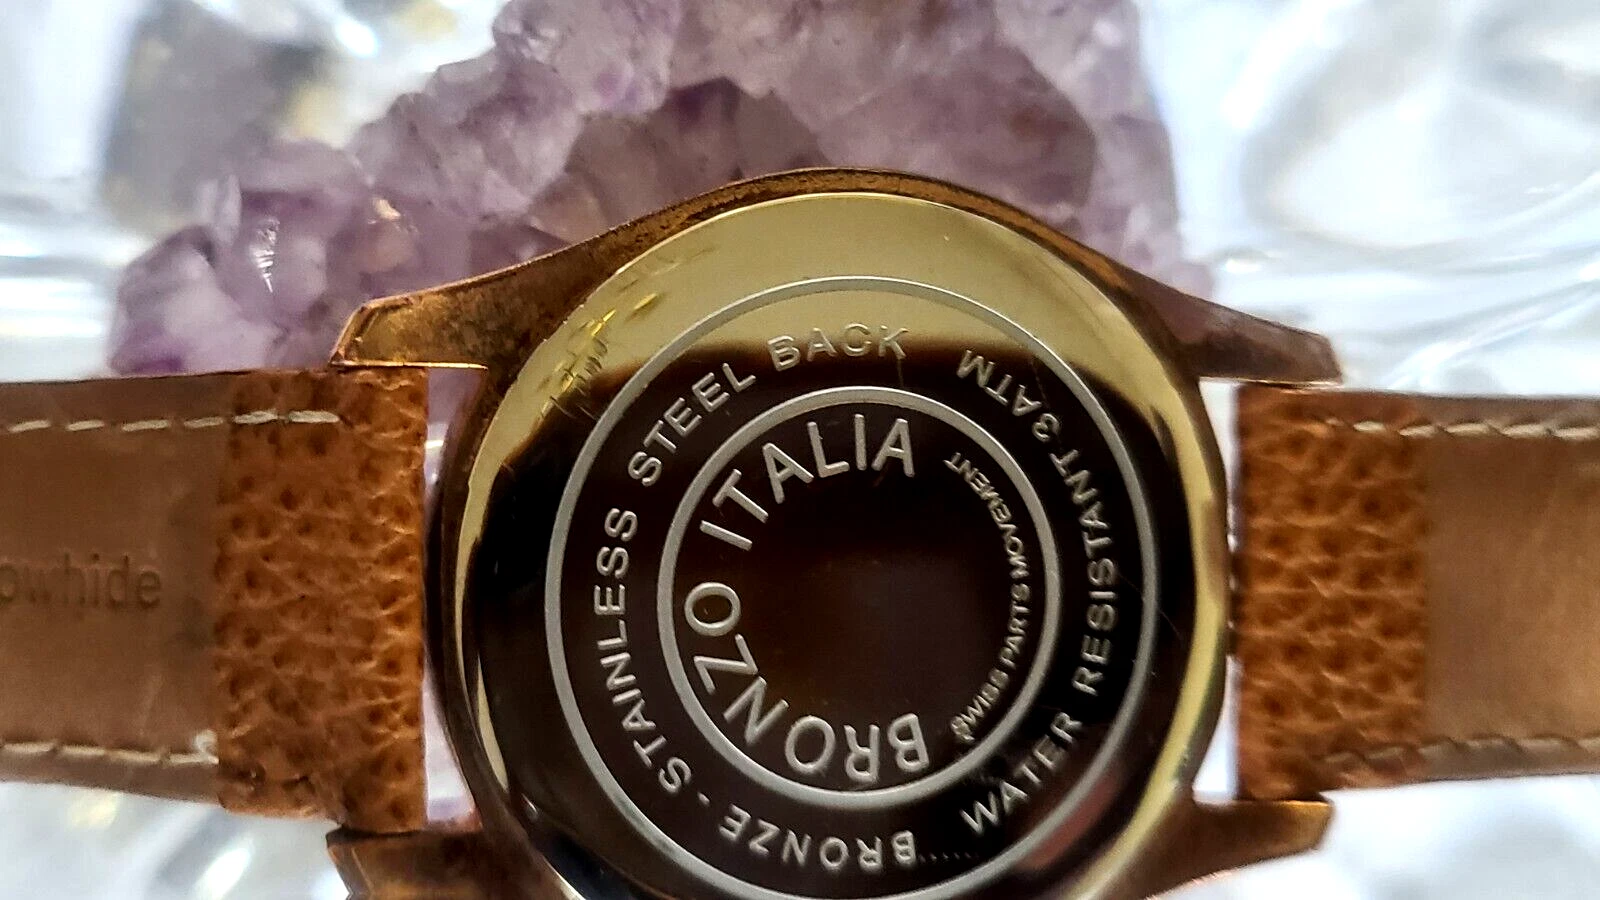 BRONZE - STAINLESS STEEL BACK
WATER RESISTANT-3ATM
BRONZO ITALIA
SWISS PARTS MOVEMENT
owhide